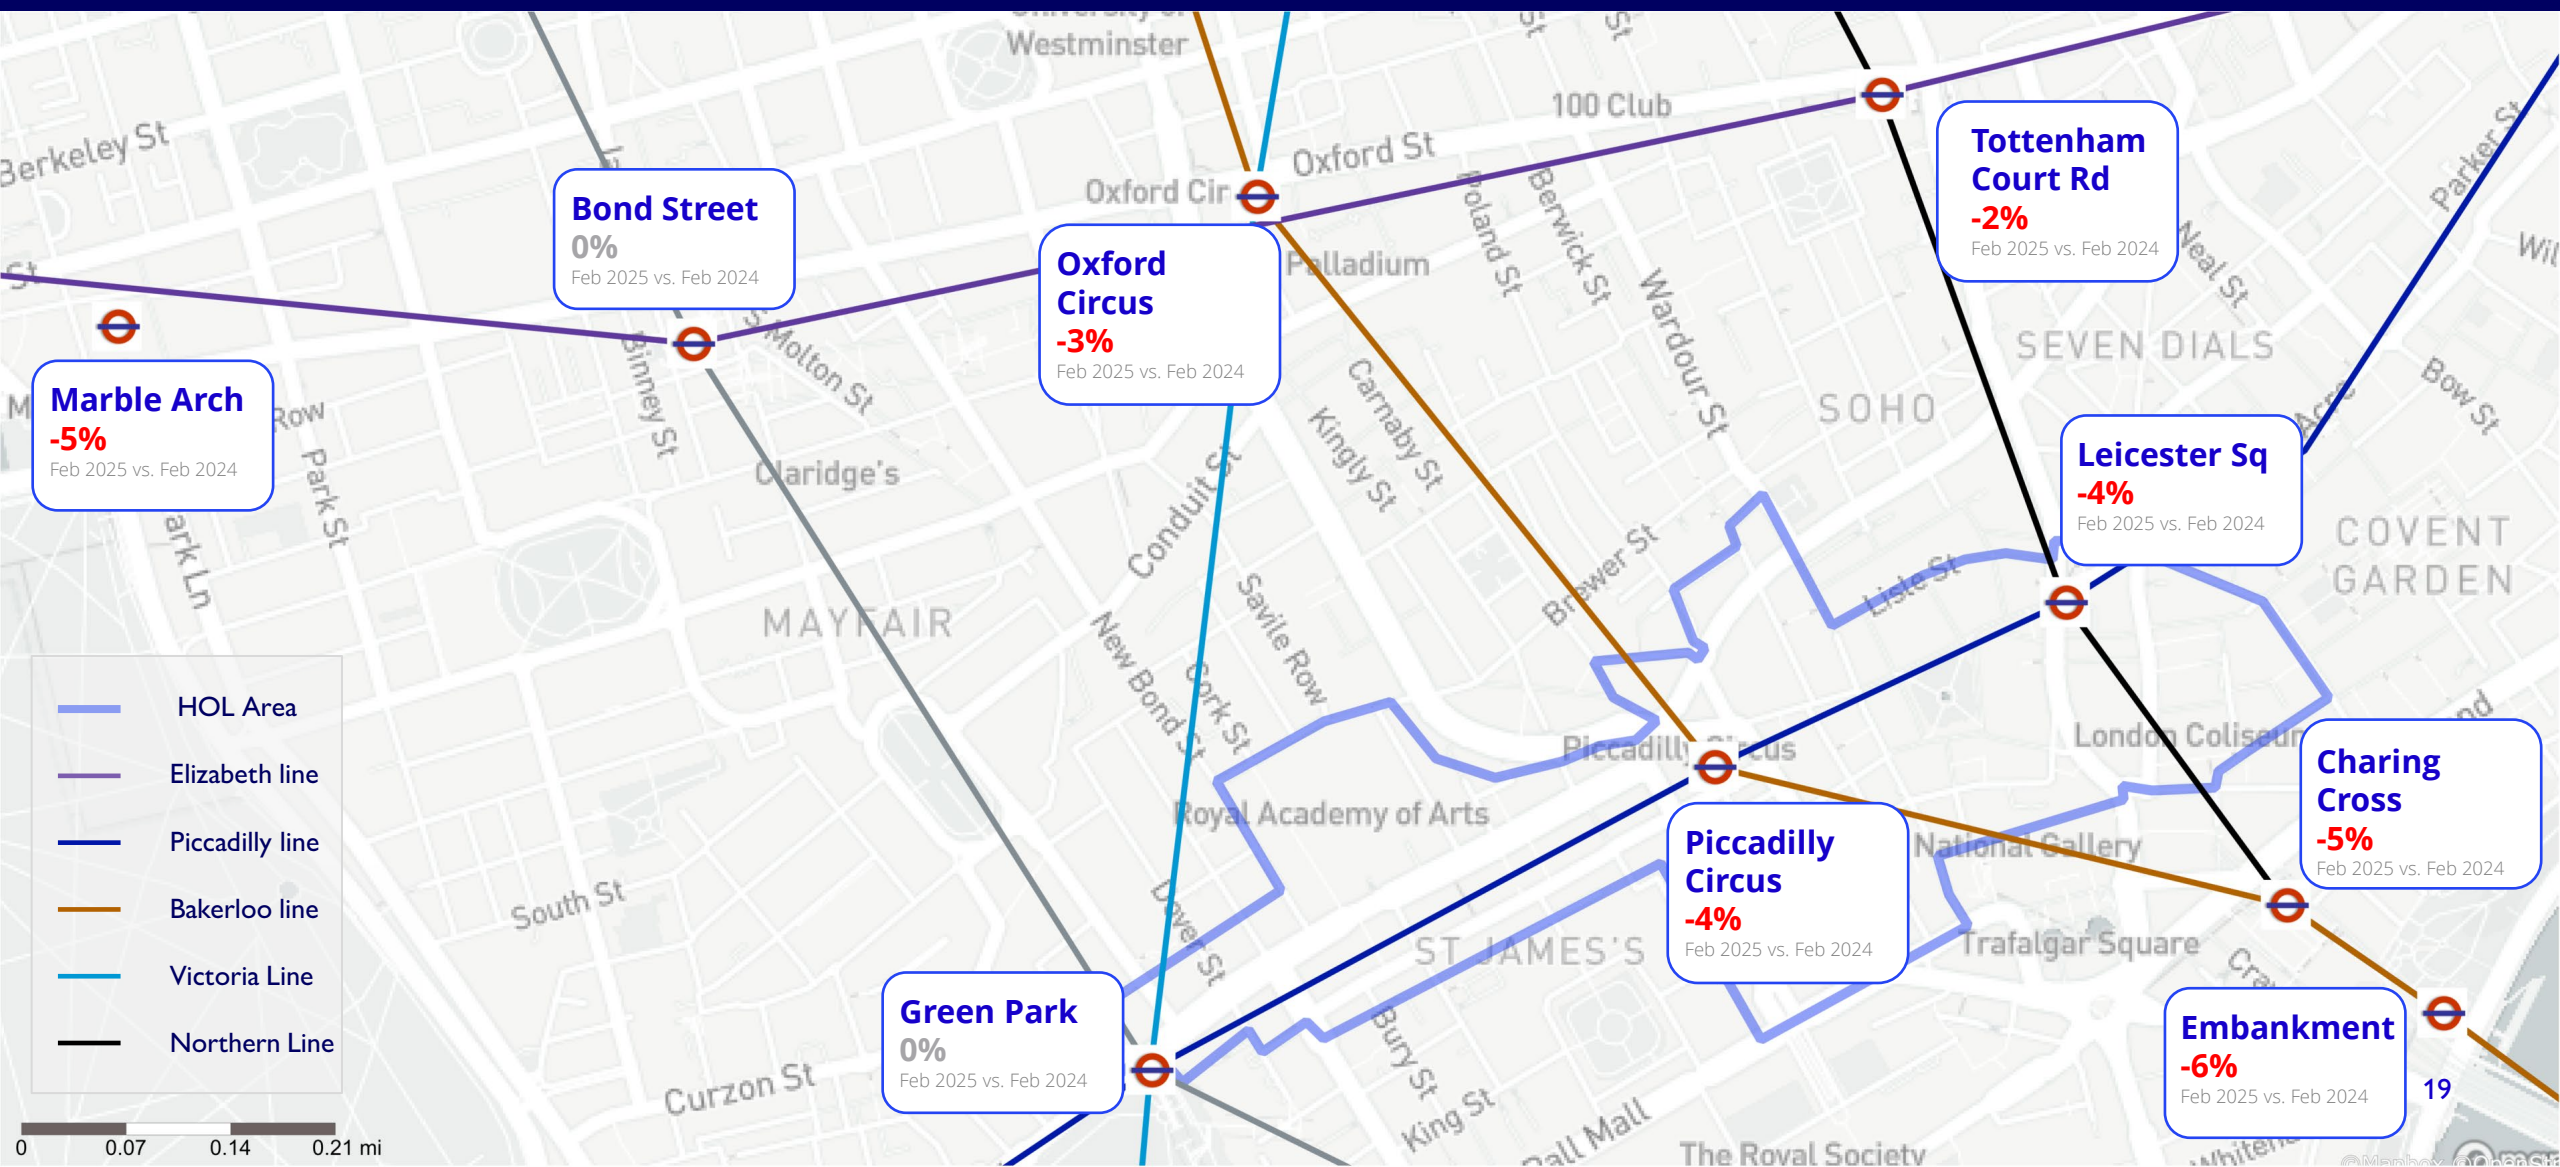 Westminster
100 Club
Berkeley St
Oxford St
Oxford Cir
Parker St
Tottenham
Court Rd
-2%
Feb 2025 vs. Feb 2024
Bond Street
0%
Feb 2025 vs. Feb 2024
Poland St
Berwick St
Neal St
Oxford
Circus
-3%
Feb 2025 vs. Feb 2024
Palladium
Wardour St
St
Molton St
Binney St
SEVEN DIALS
Marble Arch
-5%
Feb 2025 vs. Feb 2024
Row
Park St
Carnaby St
Kingly St
SOHO
Acre
Bow St
Leicester Sq
-4%
Feb 2025 vs. Feb 2024
Claridge's
Conduit St
COVENT
GARDEN
ark Ln
Brewer St
Lisle St
MAYFAIR
Savile Row
New Bond St
Cork St
HOL Area
Elizabeth line
Piccadilly line
Bakerloo line
Victoria Line
Northern Line
Piccadilly Circus
London Coliseum
Charing
Cross
-5%
Feb 2025 vs. Feb 2024
Royal Academy of Arts
Piccadilly
Circus
-4%
Feb 2025 vs. Feb 2024
National Gallery
South St
Dover St
ST JAMES'S
Trafalgar Square
Green Park
0%
Feb 2025 vs. Feb 2024
Embankment
-6%
Feb 2025 vs. Feb 2024
19
Bury St
Curzon St
King St
Pall Mall
The Royal Society
0 0.07 0.14 0.21 mi